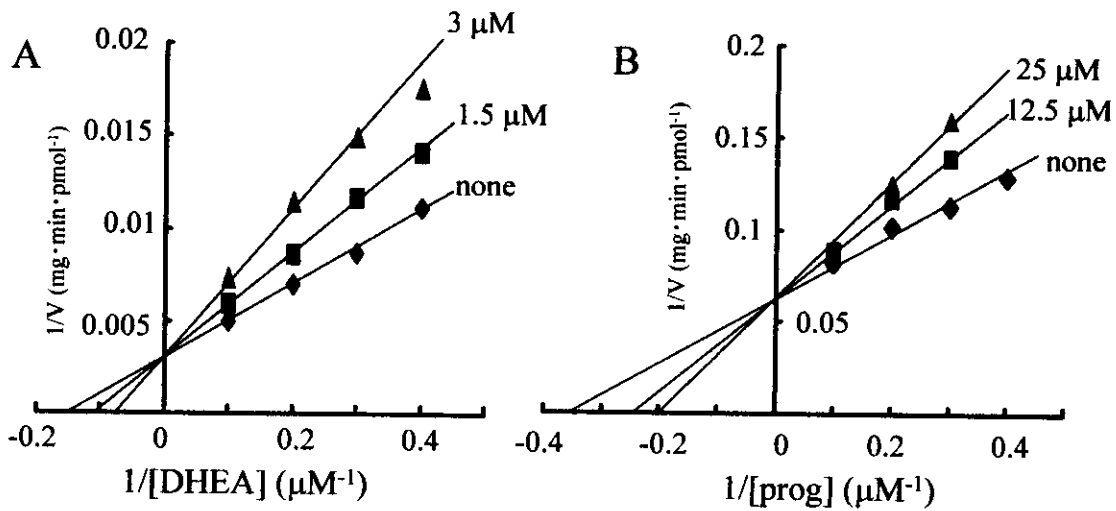 A
B
0.02
0.015
0.01
0.005
1/V (mg·min·pmol⁻¹)
3 μM
1.5 μM
none
-0.2
0
0.2
0.4
1/[DHEA] (μM⁻¹)
0.2
0.15
0.1
0.05
1/V (mg·min·pmol⁻¹)
25 μM
12.5 μM
none
-0.4
-0.2
0
0.2
0.4
1/[prog] (μM⁻¹)